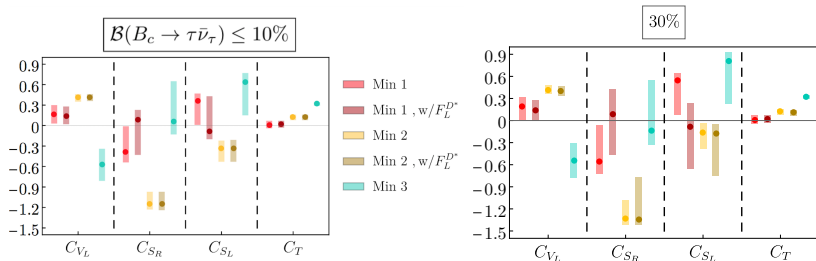 B(B_c → τν̄_τ) ≤ 10%
0.9
0.6
0.3
0
−0.3
−0.6
−0.9
−1.2
−1.5
C_{V_L} C_{S_R} C_{S_L} C_T
Min 1
Min 1 , w/F_L^{D*}
Min 2
Min 2 , w/F_L^{D*}
Min 3
30%
0.9
0.6
0.3
0
−0.3
−0.6
−0.9
−1.2
−1.5
C_{V_L} C_{S_R} C_{S_L} C_T